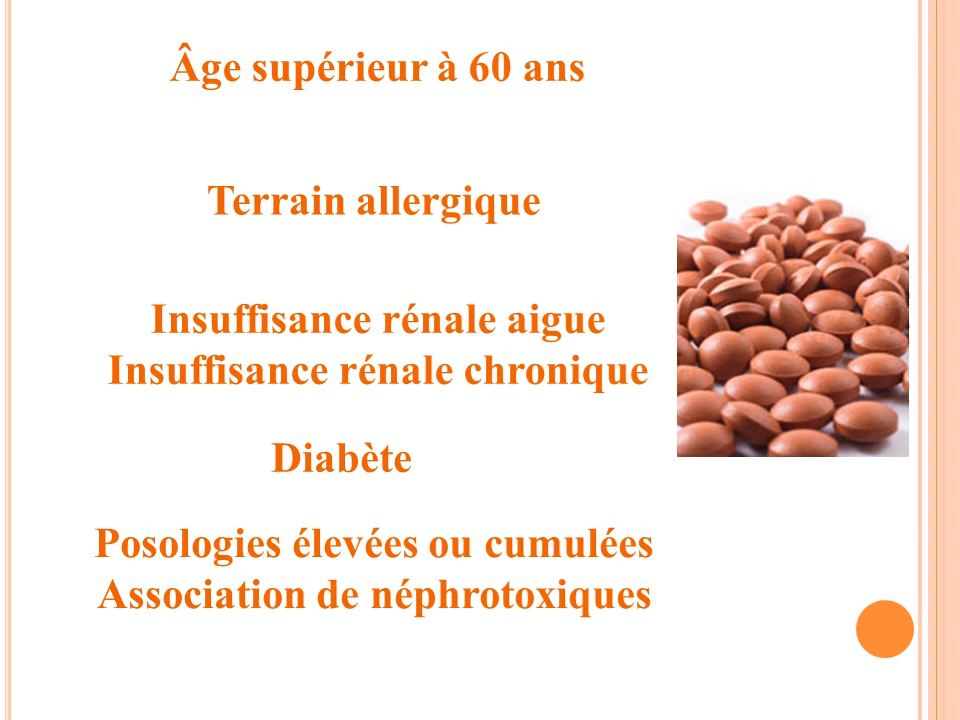 Âge supérieur à 60 ans
Terrain allergique
Insuffisance rénale aigue
Insuffisance rénale chronique
Diabète
Posologies élevées ou cumulées
Association de néphrotoxiques